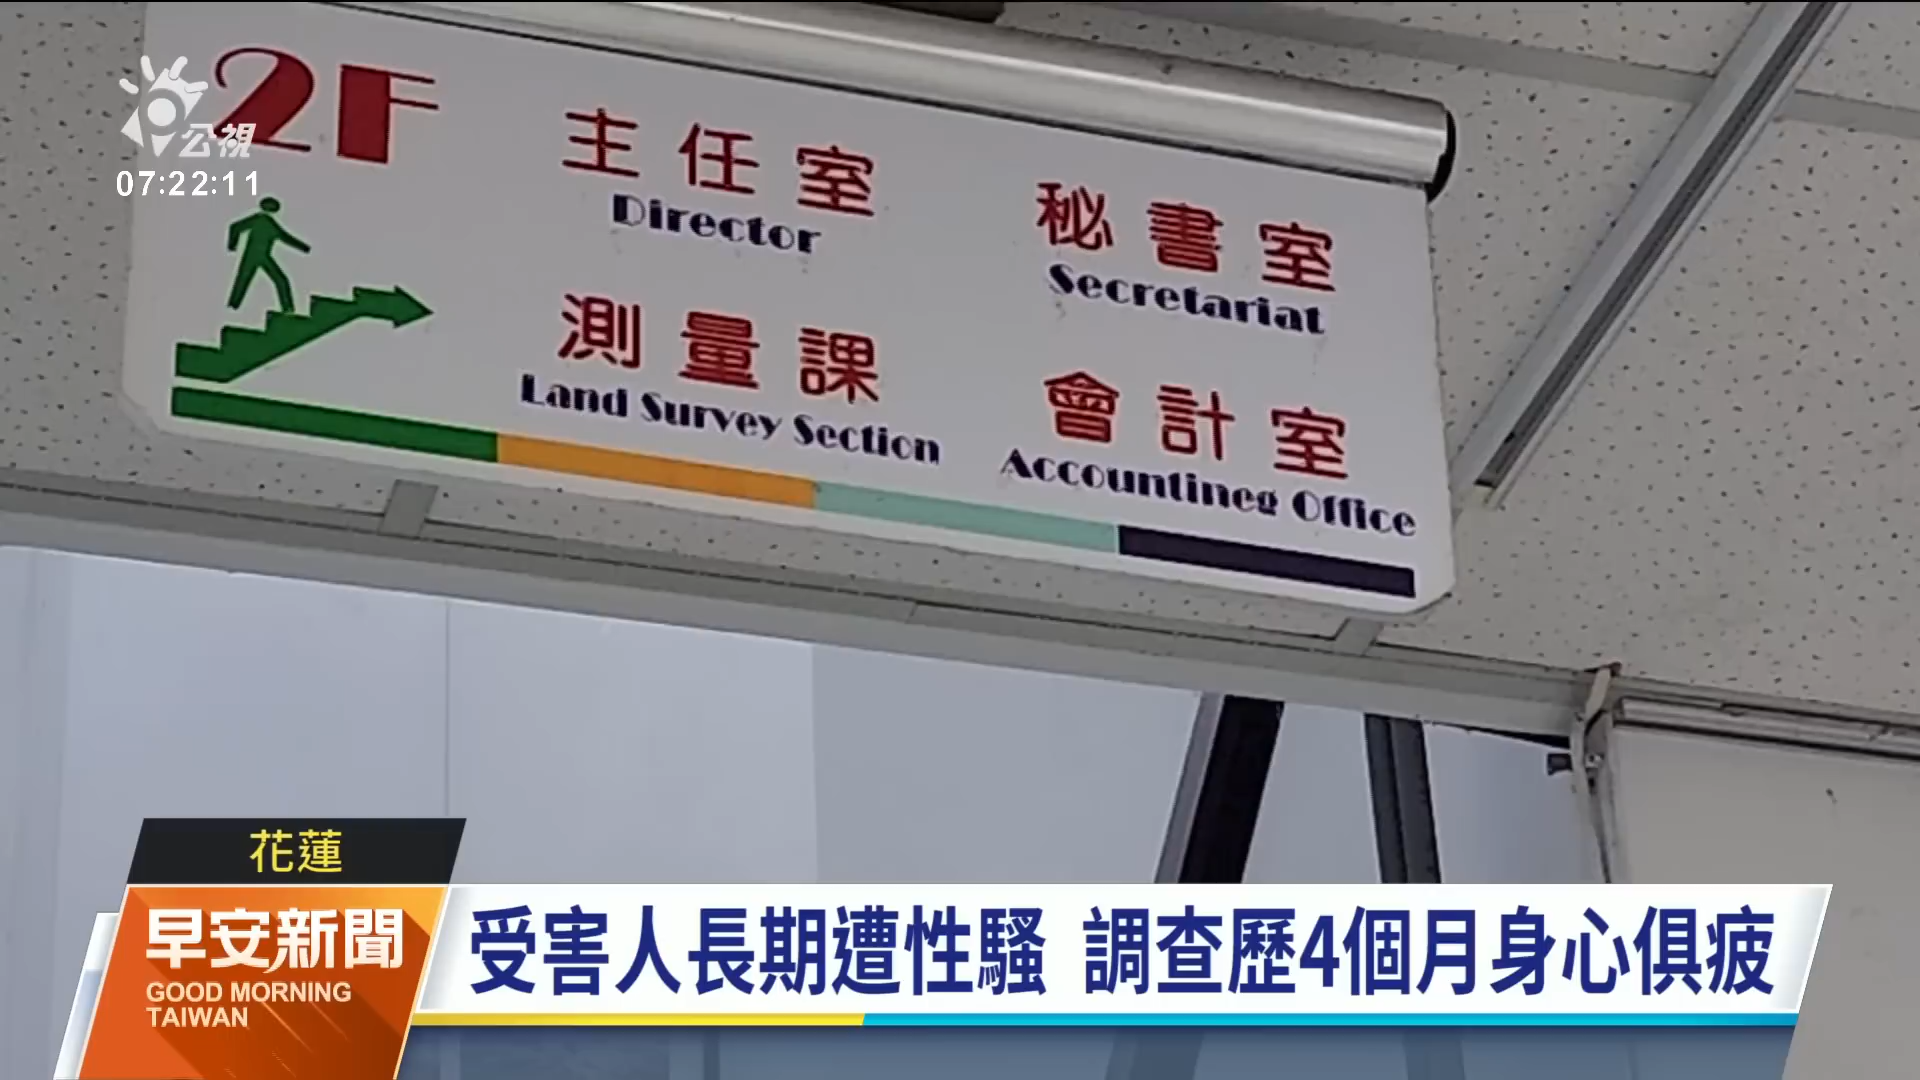 公視
07:22:11
2F
主任室
Director
秘書室
Secretariat
測量課
Land Survey Section
會計室
Accountineg Office
花蓮
早安新聞
GOOD MORNING
TAIWAN
受害人長期遭性騷 調查歷4個月身心俱疲